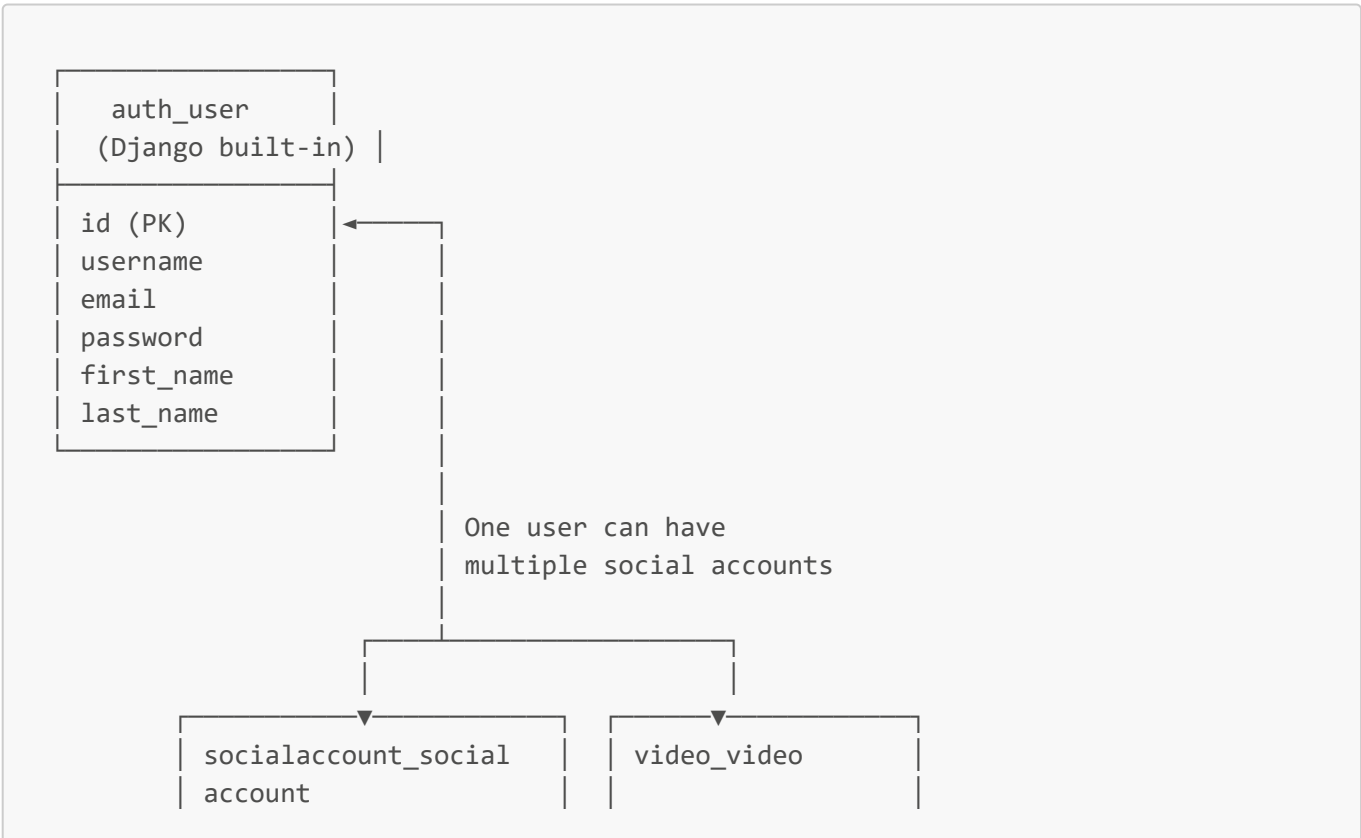 auth_user
(Django built-in)
id (PK)
username
email
password
first_name
last_name
One user can have
multiple social accounts
socialaccount_social video_video
account